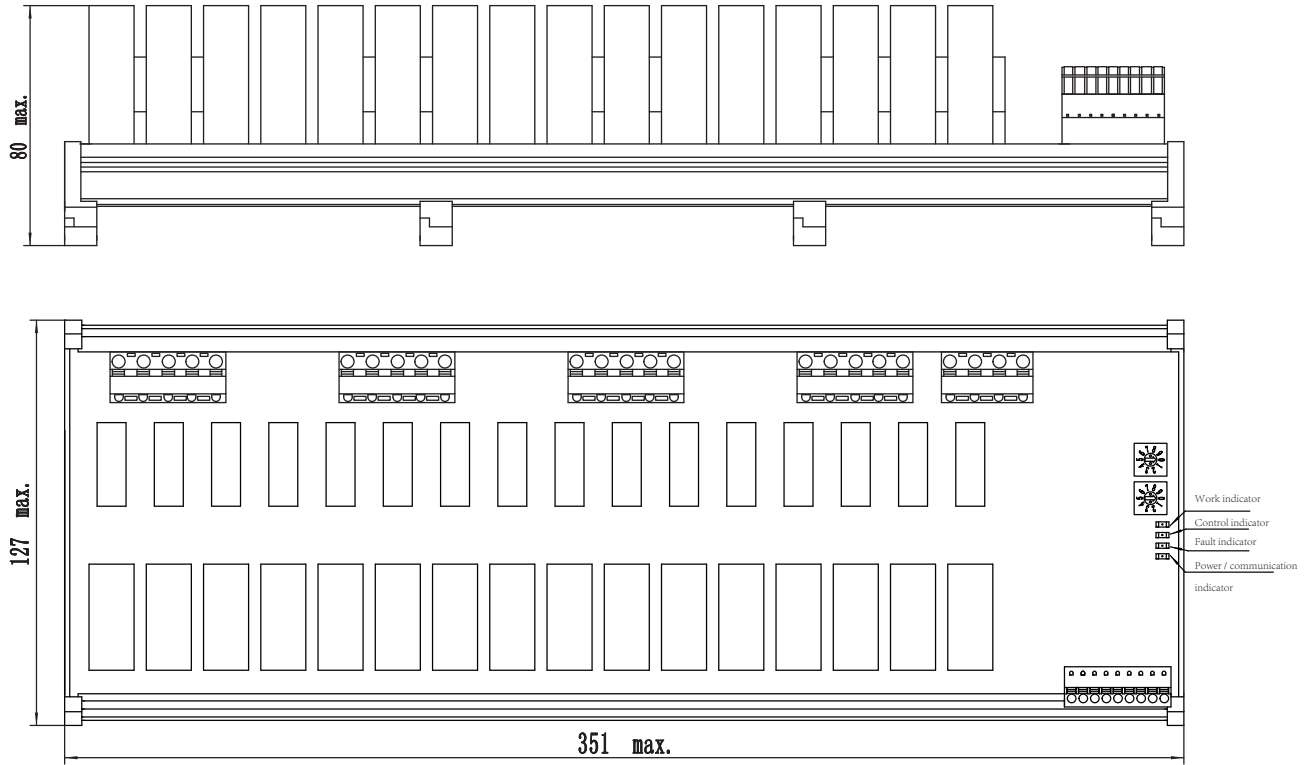 80 max.
127 max.
Work indicator
Control indicator
Fault indicator
Power / communication
indicator
351 max.